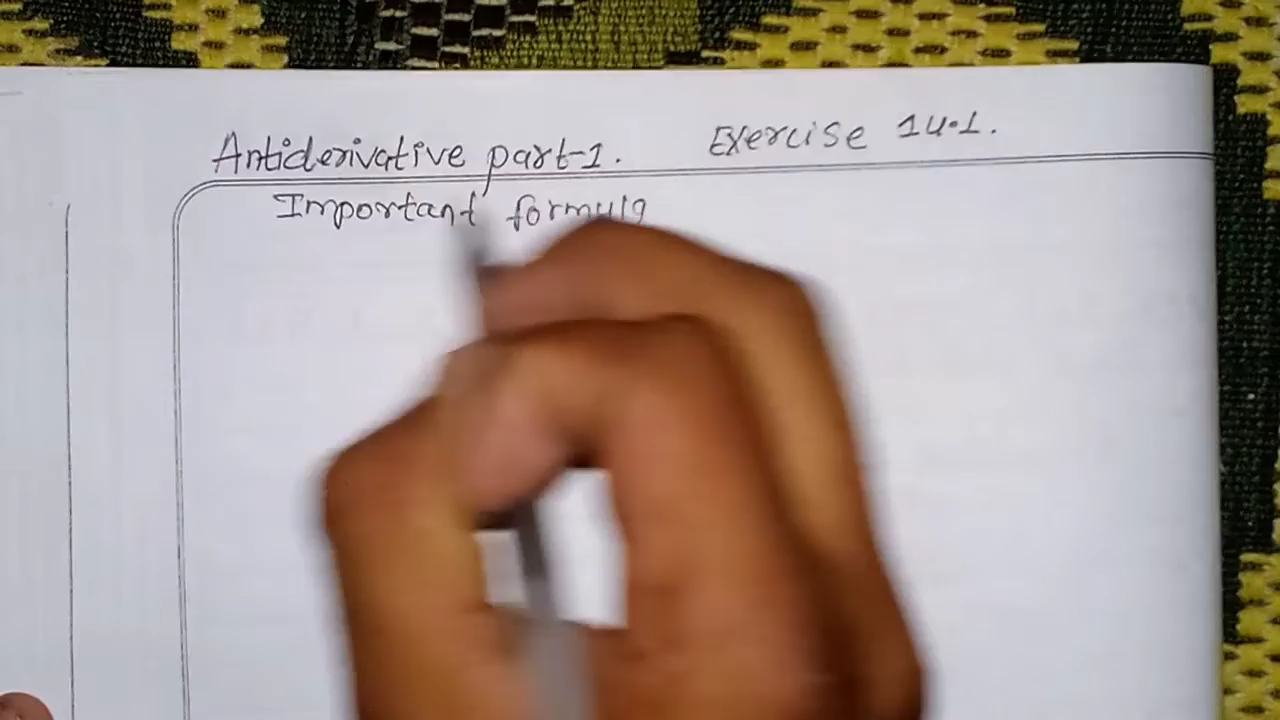 Antiderivative part-1. Exercise 14.1.
Important formula